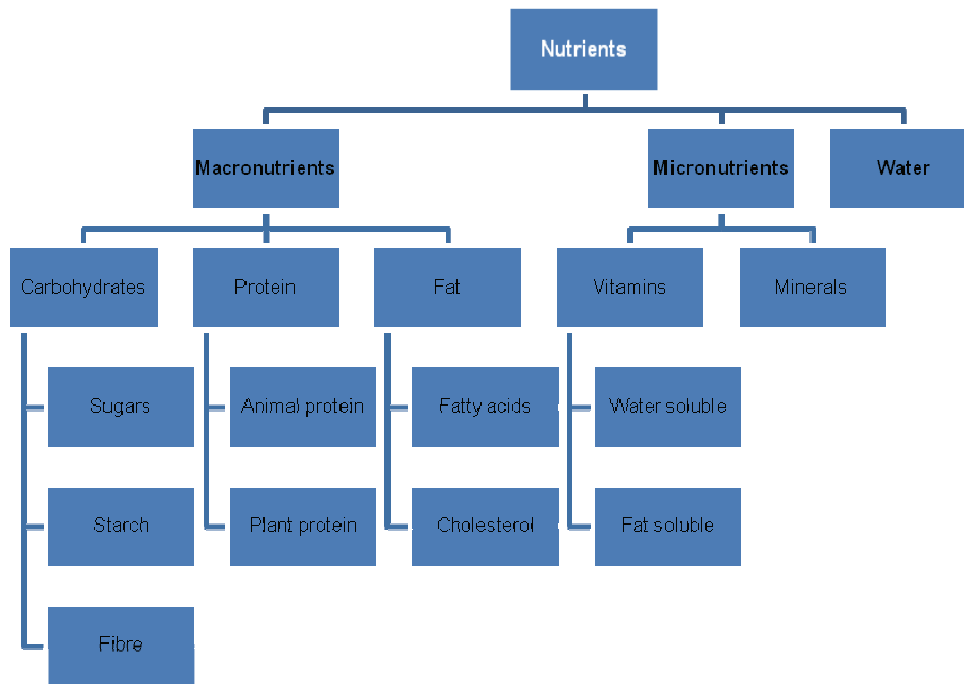 Nutrients
Macronutrients
Micronutrients
Water
Carbohydrates
Protein
Fat
Vitamins
Minerals
Sugars
Animal protein
Fatty acids
Water soluble
Starch
Plant protein
Cholesterol
Fat soluble
Fibre